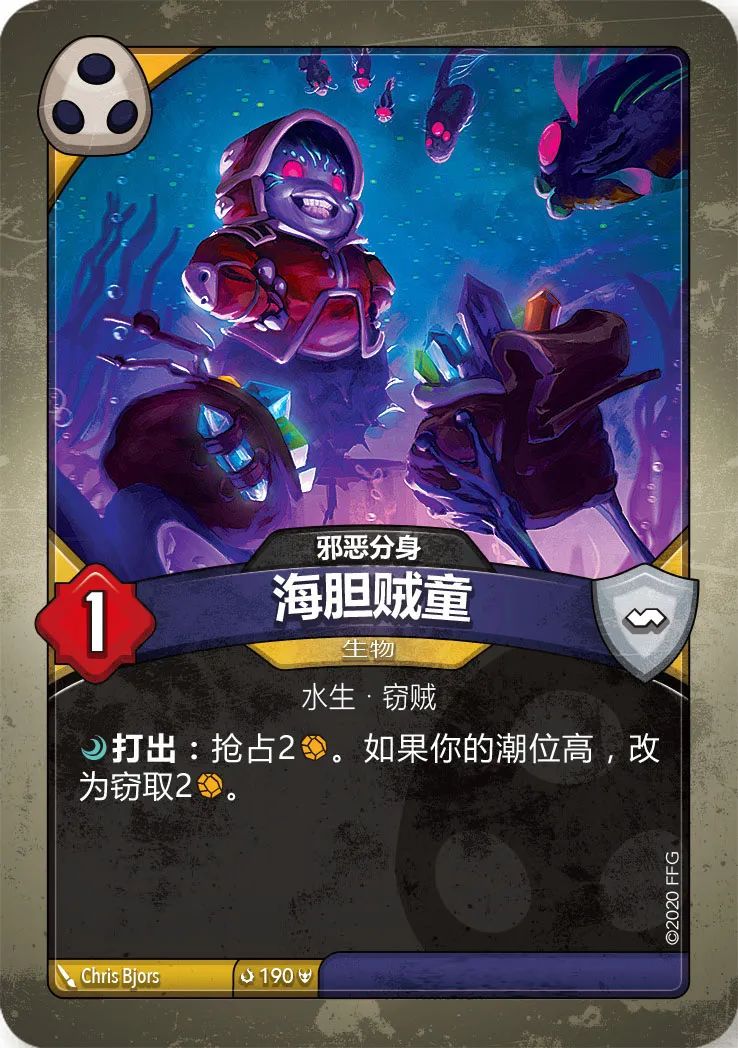 邪恶分身
海胆贼童
1
生物
水生 · 窃贼
打出：抢占2。如果你的潮位高，改
为窃取2。
©2020 FFG
Chris Bjors
190